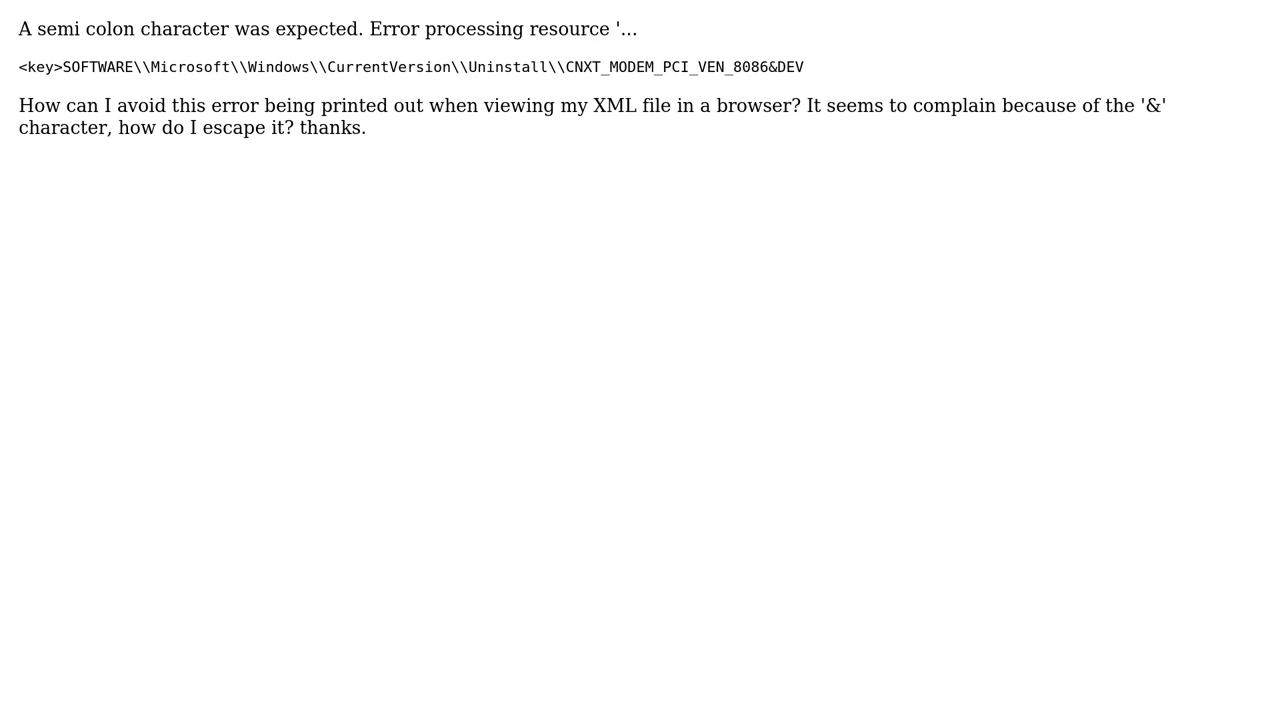 A semi colon character was expected. Error processing resource '...
<key>SOFTWARE\\Microsoft\\Windows\\CurrentVersion\\Uninstall\\CNXT_MODEM_PCI_VEN_8086&DEV
How can I avoid this error being printed out when viewing my XML file in a browser? It seems to complain because of the '&'
character, how do I escape it? thanks.